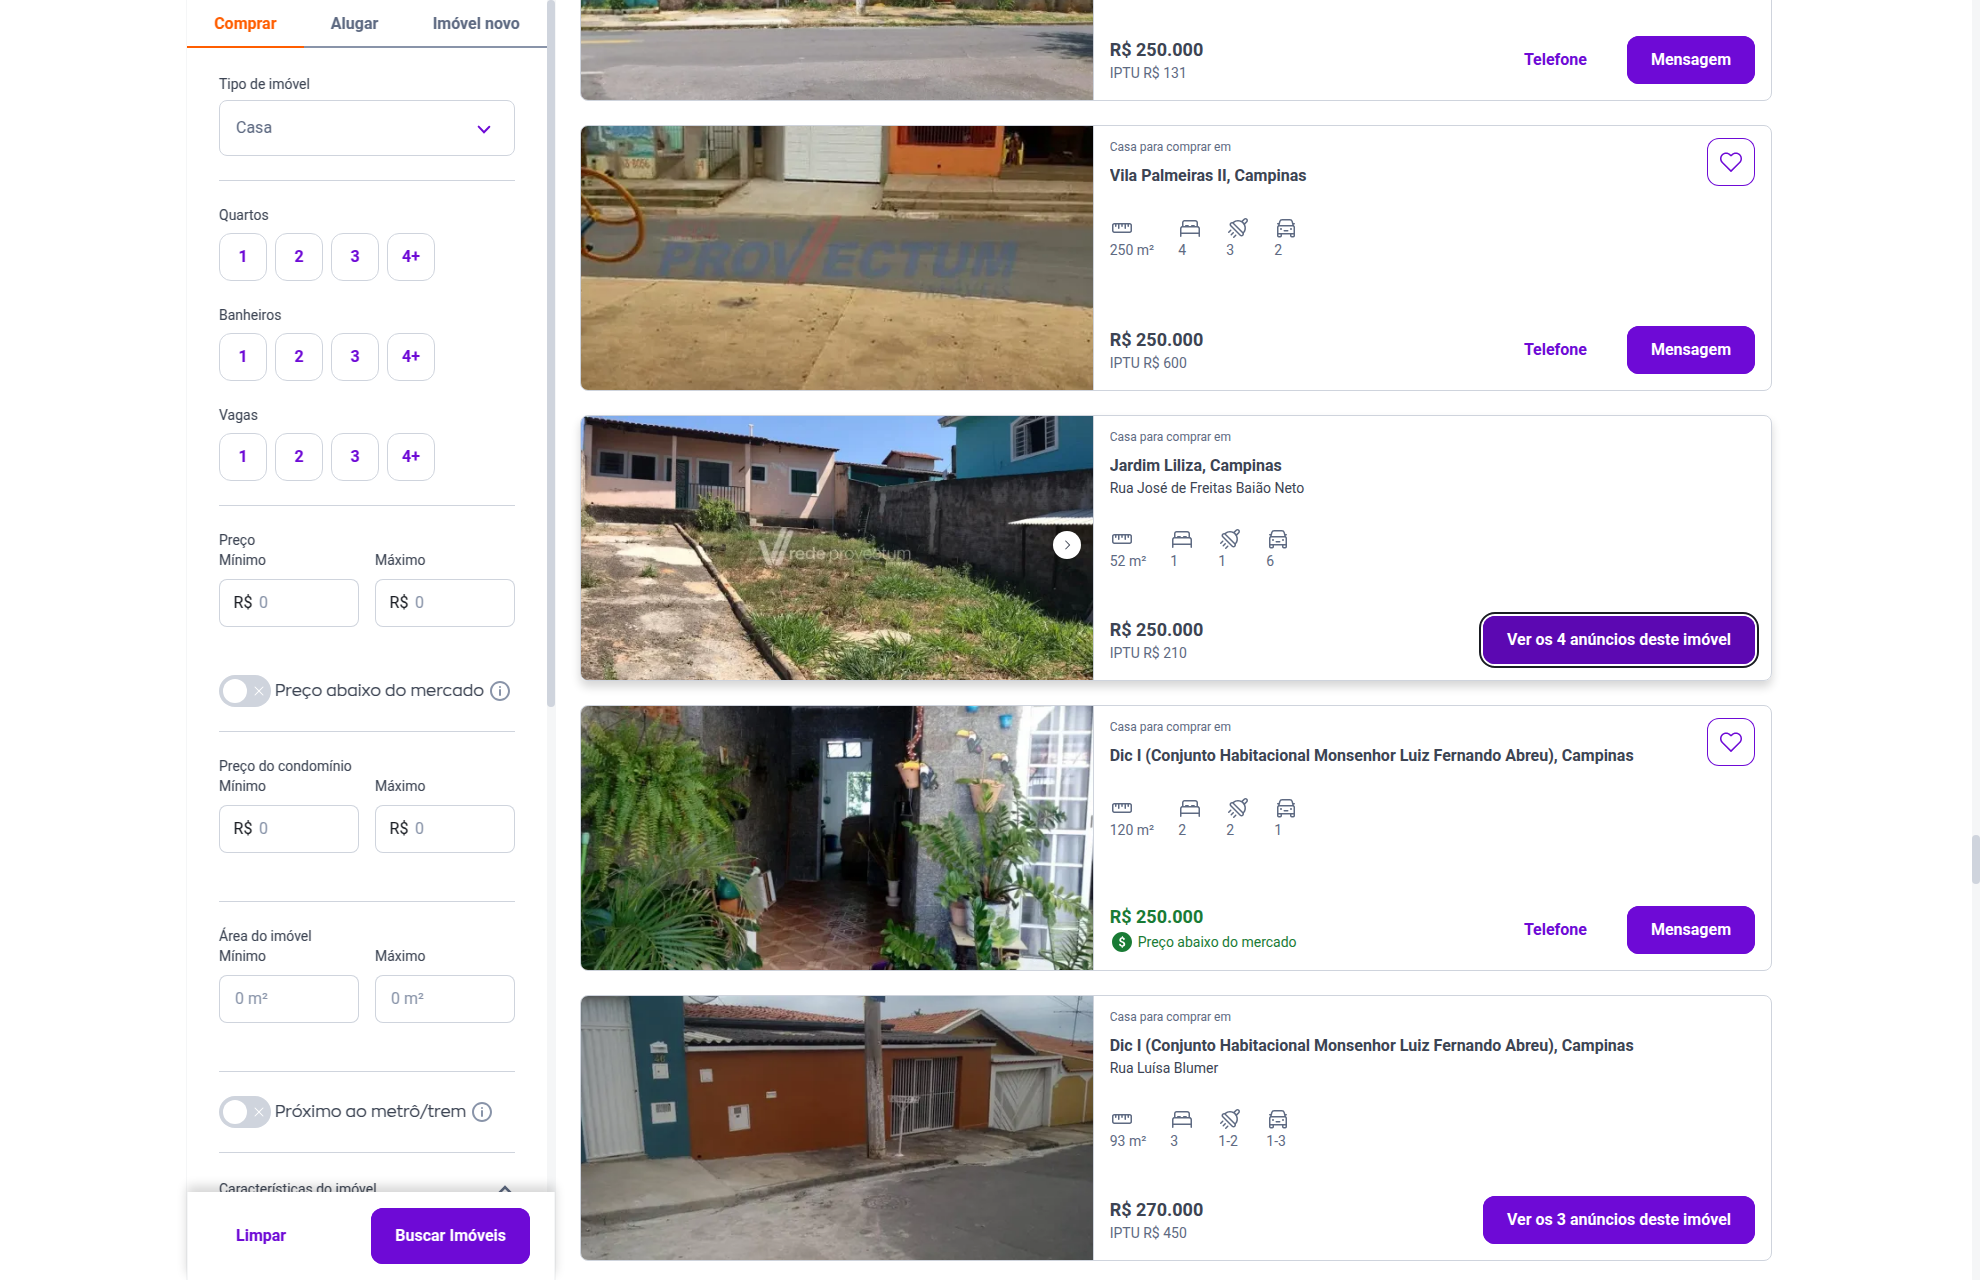 Comprar
Alugar
Imóvel novo
Tipo de imóvel
Casa
Quartos
1
2
3
4+
Banheiros
1
2
3
4+
Vagas
1
2
3
4+
Preço
Mínimo
Máximo
R$ 0
R$ 0
Preço abaixo do mercado
Preço do condomínio
Mínimo
Máximo
R$ 0
R$ 0
Área do imóvel
Mínimo
Máximo
0 m²
0 m²
Próximo ao metrô/trem
Características do imóvel
Limpar
Buscar Imóveis
R$ 250.000
IPTU R$ 131
Telefone
Mensagem
PROVECTUM
IMÓVEIS
Casa para comprar em
Vila Palmeiras II, Campinas
250 m²
4
3
2
R$ 250.000
IPTU R$ 600
Telefone
Mensagem
rede provectum
Casa para comprar em
Jardim Liliza, Campinas
Rua José de Freitas Baião Neto
52 m²
1
1
6
R$ 250.000
IPTU R$ 210
Ver os 4 anúncios deste imóvel
Casa para comprar em
Dic I (Conjunto Habitacional Monsenhor Luiz Fernando Abreu), Campinas
120 m²
2
2
1
R$ 250.000
Preço abaixo do mercado
Telefone
Mensagem
Casa para comprar em
Dic I (Conjunto Habitacional Monsenhor Luiz Fernando Abreu), Campinas
Rua Luísa Blumer
93 m²
3
1-2
1-3
R$ 270.000
IPTU R$ 450
Ver os 3 anúncios deste imóvel